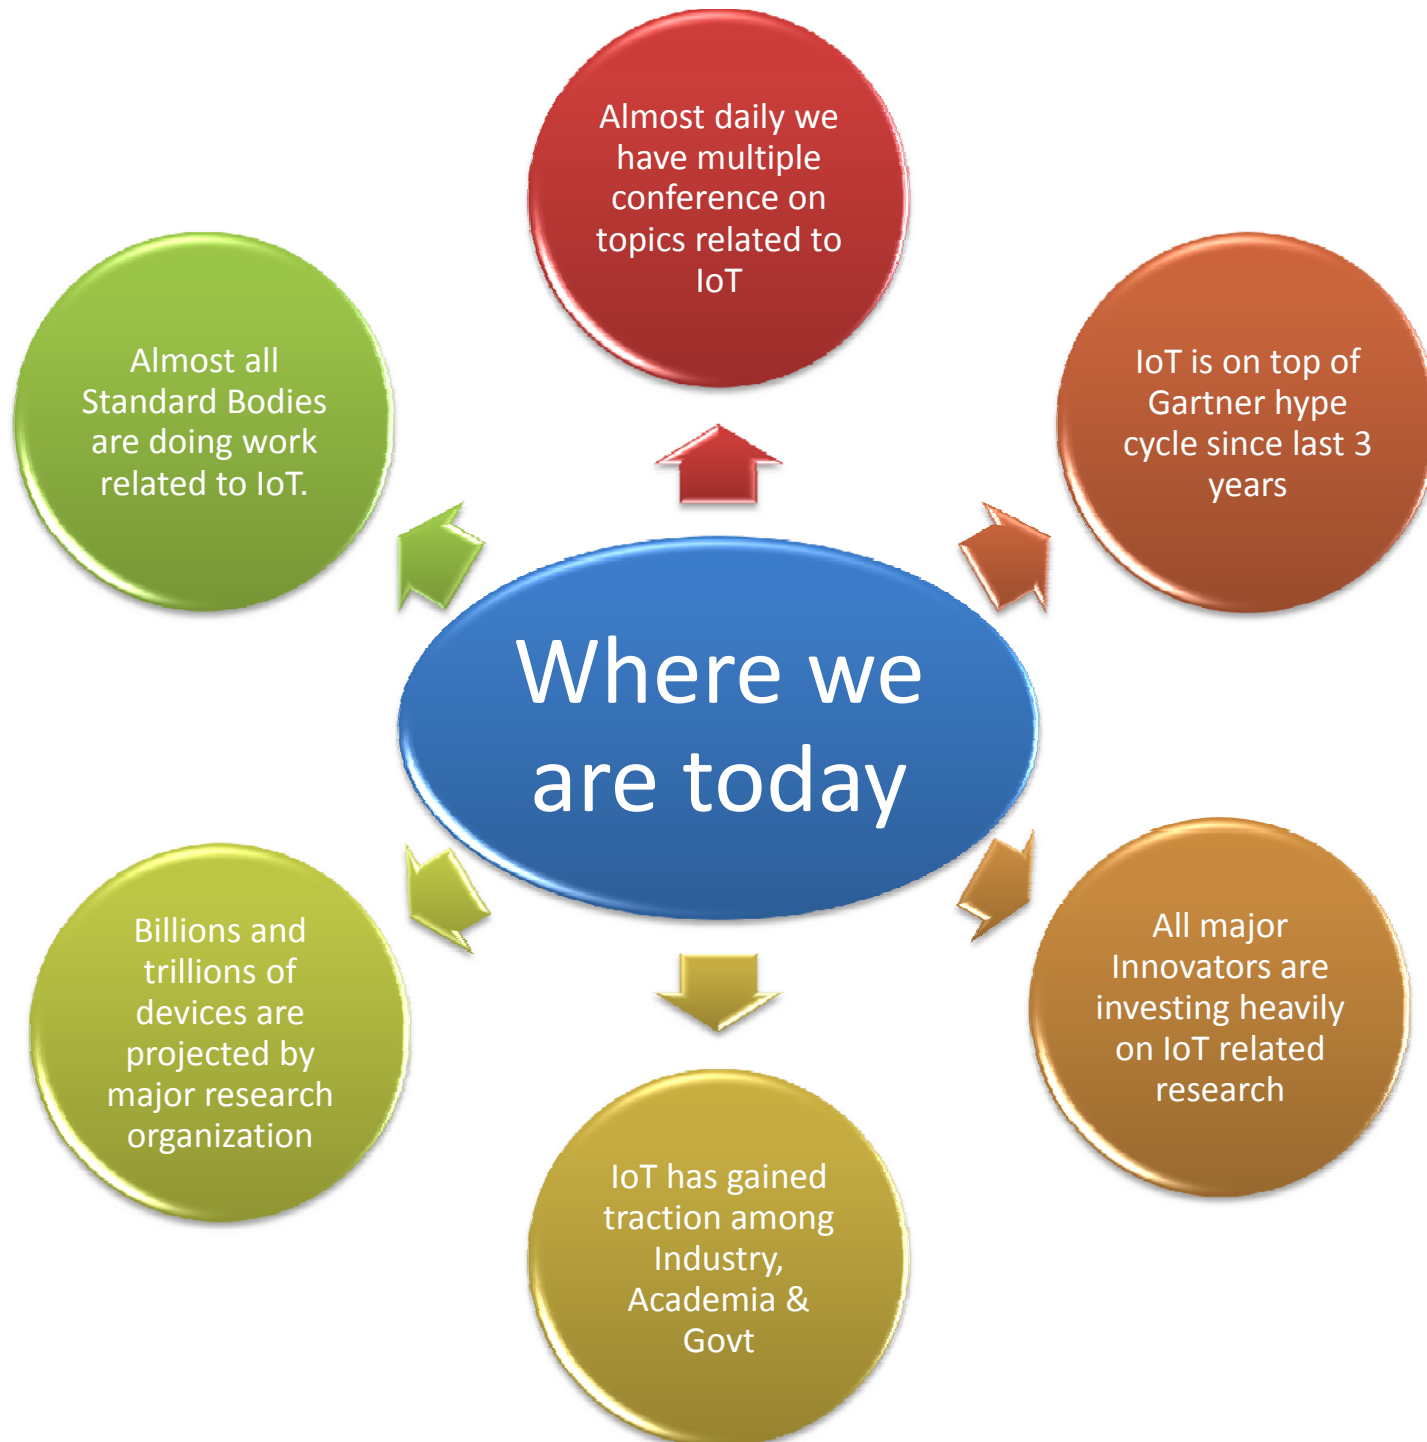 Almost daily we
have multiple
conference on
topics related to
IoT
IoT is on top of
Gartner hype
cycle since last 3
years
All major
Innovators are
investing heavily
on IoT related
research
IoT has gained
traction among
Industry,
Academia &
Govt
Billions and
trillions of
devices are
projected by
major research
organization
Almost all
Standard Bodies
are doing work
related to IoT.
Where we
are today